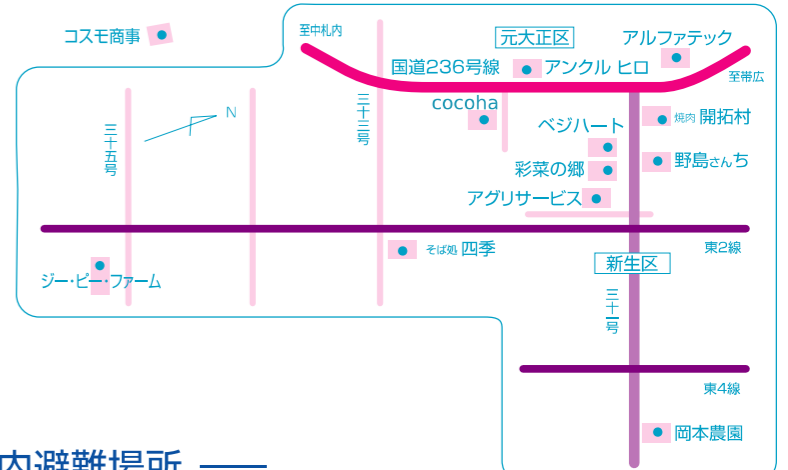 コスモ商事
至中札内
元大正区
アルファテック
国道236号線
アンクル ヒロ
至帯広
cocoha
三十三号
三十五号
N
ベジハート
焼肉 開拓村
彩菜の郷
野島さんち
アグリサービス
そば処 四季
東2線
新生区
ジー・ピー・ファーム
三十一号
東4線
岡本農園
内避難場所